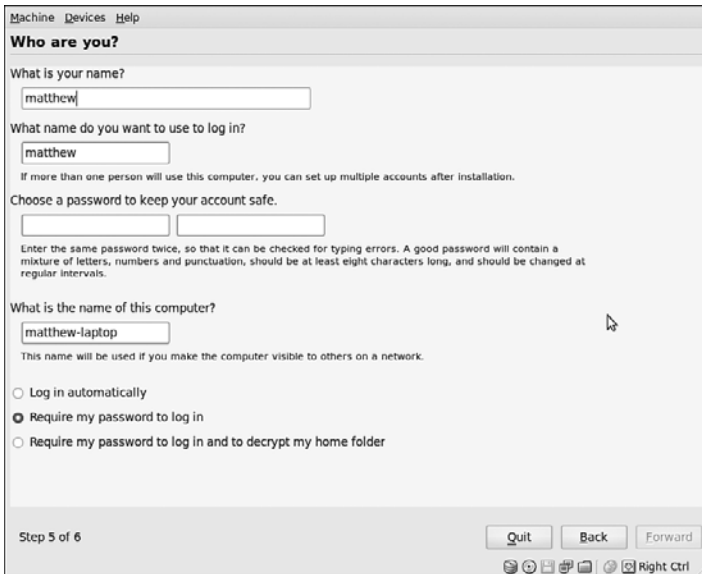 Machine Devices Help
Who are you?
What is your name?
matthew
What name do you want to use to log in?
matthew
If more than one person will use this computer, you can set up multiple accounts after installation.
Choose a password to keep your account safe.
Enter the same password twice, so that it can be checked for typing errors. A good password will contain a
mixture of letters, numbers and punctuation, should be at least eight characters long, and should be changed at
regular intervals.
What is the name of this computer?
matthew-laptop
This name will be used if you make the computer visible to others on a network.
Log in automatically
Require my password to log in
Require my password to log in and to decrypt my home folder
Step 5 of 6
Quit Back Forward
Right Ctrl